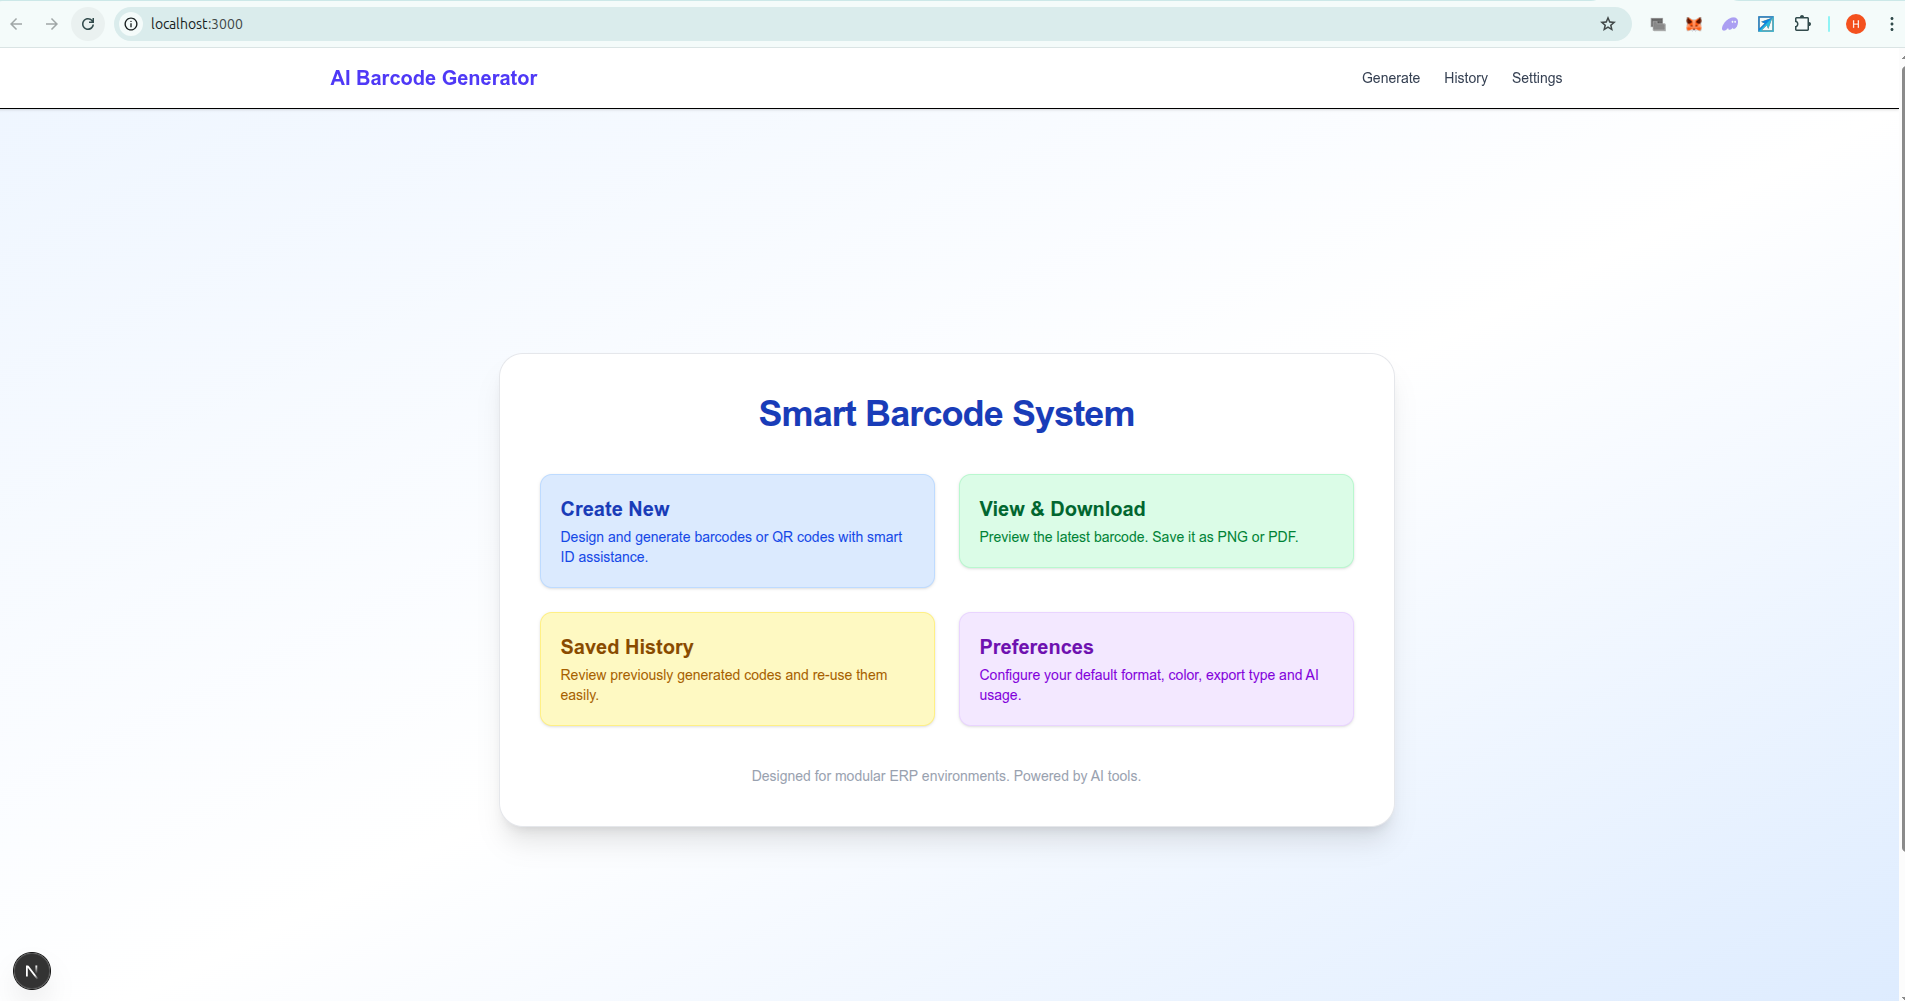 localhost:3000
H
AI Barcode Generator
Generate History Settings
Smart Barcode System
Create New
Design and generate barcodes or QR codes with smart
ID assistance.
View & Download
Preview the latest barcode. Save it as PNG or PDF.
Saved History
Review previously generated codes and re-use them
easily.
Preferences
Configure your default format, color, export type and AI
usage.
Designed for modular ERP environments. Powered by AI tools.
N